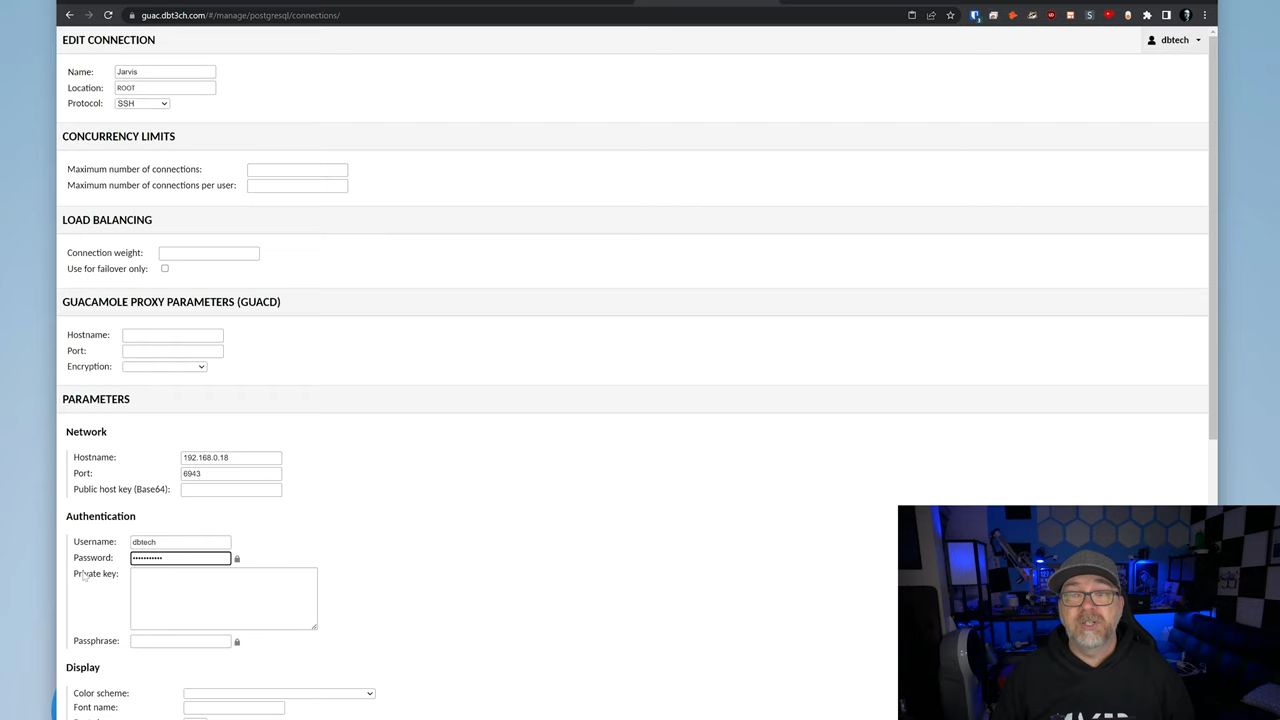 guac.dbt3ch.com/#/manage/postgresql/connections/
EDIT CONNECTION
dbtech
Name: Jarvis
Location: ROOT
Protocol: SSH
CONCURRENCY LIMITS
Maximum number of connections:
Maximum number of connections per user:
LOAD BALANCING
Connection weight:
Use for failover only:
GUACAMOLE PROXY PARAMETERS (GUACD)
Hostname:
Port:
Encryption:
PARAMETERS
Network
Hostname: 192.168.0.18
Port: 6943
Public host key (Base64):
Authentication
Username: dbtech
Password: •••••••••••
Private key:
Passphrase:
Display
Color scheme:
Font name: